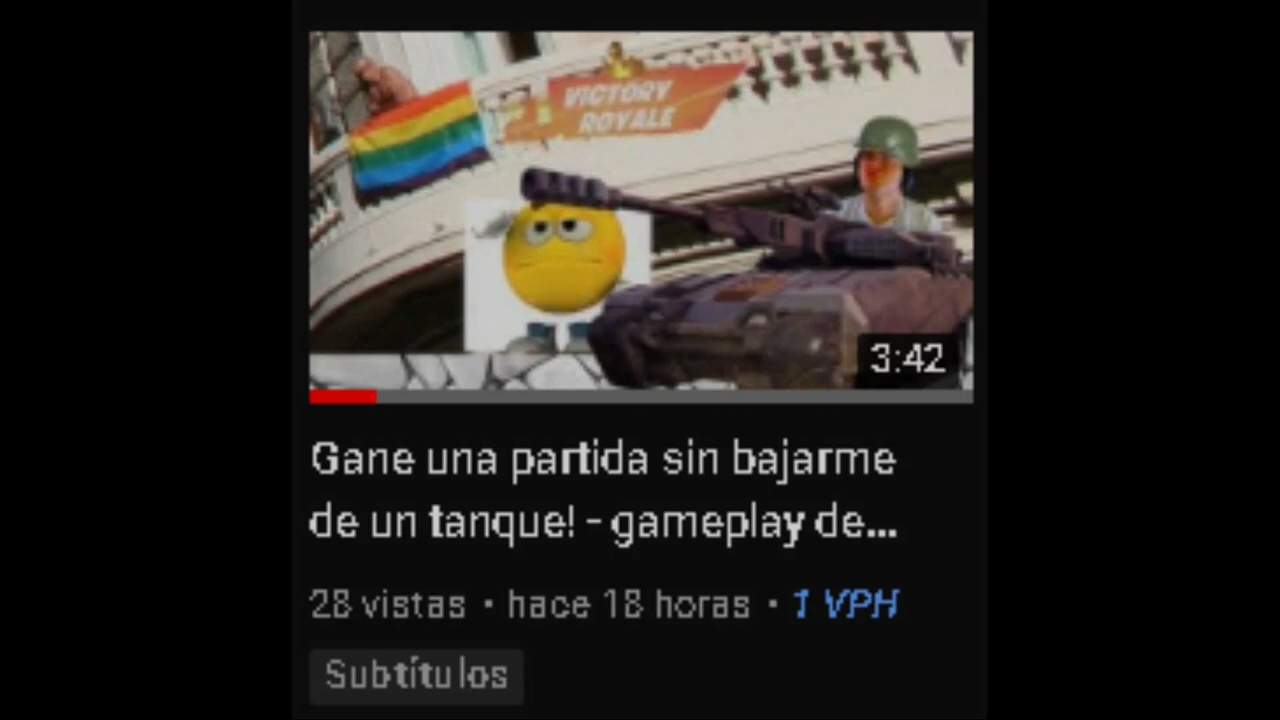 VICTORY
ROYALE
3:42
Gane una partida sin bajarme
de un tanque! - gameplay de...
28 vistas • hace 18 horas • 1 VPH
Subtítulos